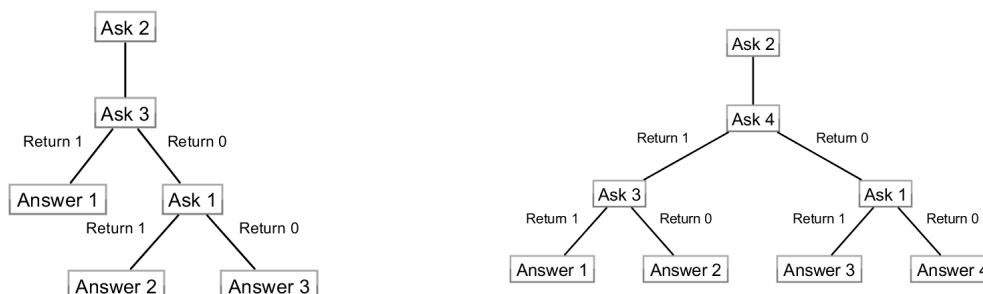 Ask 2
Ask 3
Return 1
Return 0
Answer 1
Ask 1
Return 1
Return 0
Answer 2
Answer 3
Ask 2
Ask 4
Return 1
Return 0
Ask 3
Ask 1
Return 1
Return 0
Return 1
Return 0
Answer 1
Answer 2
Answer 3
Answer 4